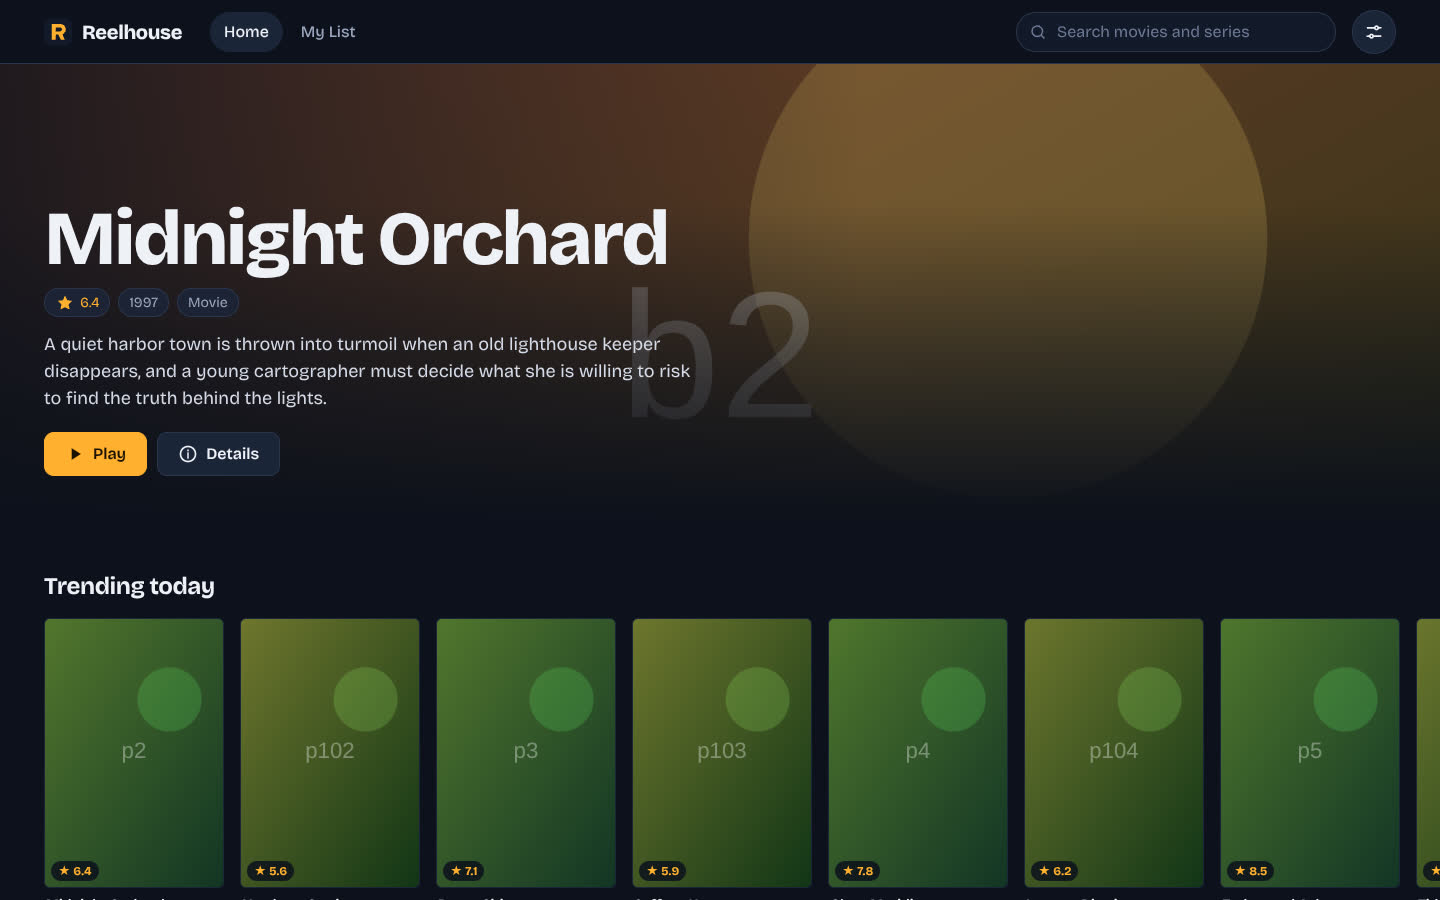 R Reelhouse Home My List Search movies and series
Midnight Orchard
6.4 1997 Movie
b2
A quiet harbor town is thrown into turmoil when an old lighthouse keeper
disappears, and a young cartographer must decide what she is willing to risk
to find the truth behind the lights.
Play Details
Trending today
p2 p102 p3 p103 p4 p104 p5
★ 6.4 ★ 5.6 ★ 7.1 ★ 5.9 ★ 7.8 ★ 6.2 ★ 8.5